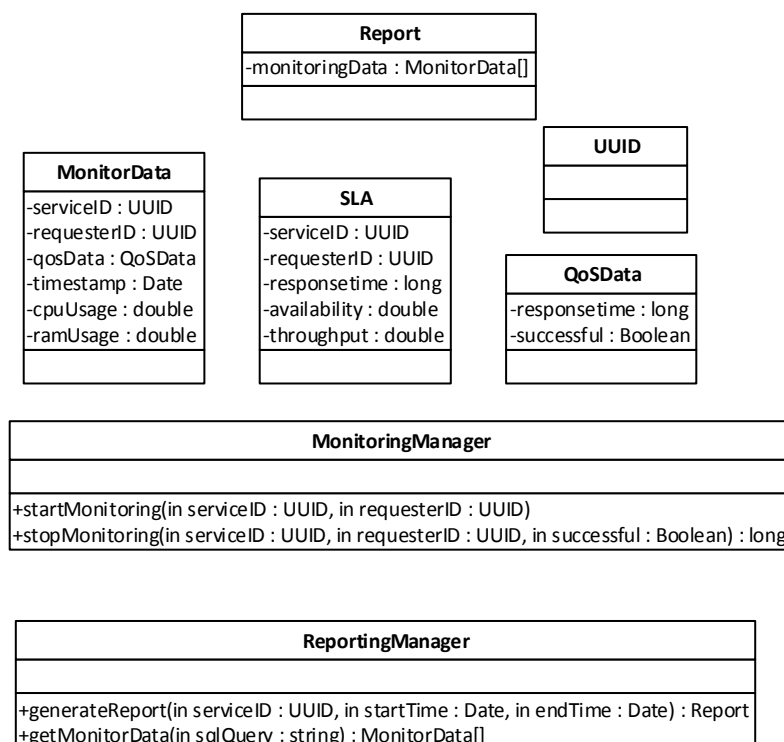 Report
-monitoringData : MonitorData[]
UUID
MonitorData
-serviceID : UUID
-requesterID : UUID
-qosData : QoSData
-timestamp : Date
-cpuUsage : double
-ramUsage : double
SLA
-serviceID : UUID
-requesterID : UUID
-responsetime : long
-availability : double
-throughput : double
QoSData
-responsetime : long
-successful : Boolean
MonitoringManager
+startMonitoring(in serviceID : UUID, in requesterID : UUID)
+stopMonitoring(in serviceID : UUID, in requesterID : UUID, in successful : Boolean) : long
ReportingManager
+generateReport(in serviceID : UUID, in startTime : Date, in endTime : Date) : Report
+getMonitorData(in sqlQuery : string) : MonitorData[]